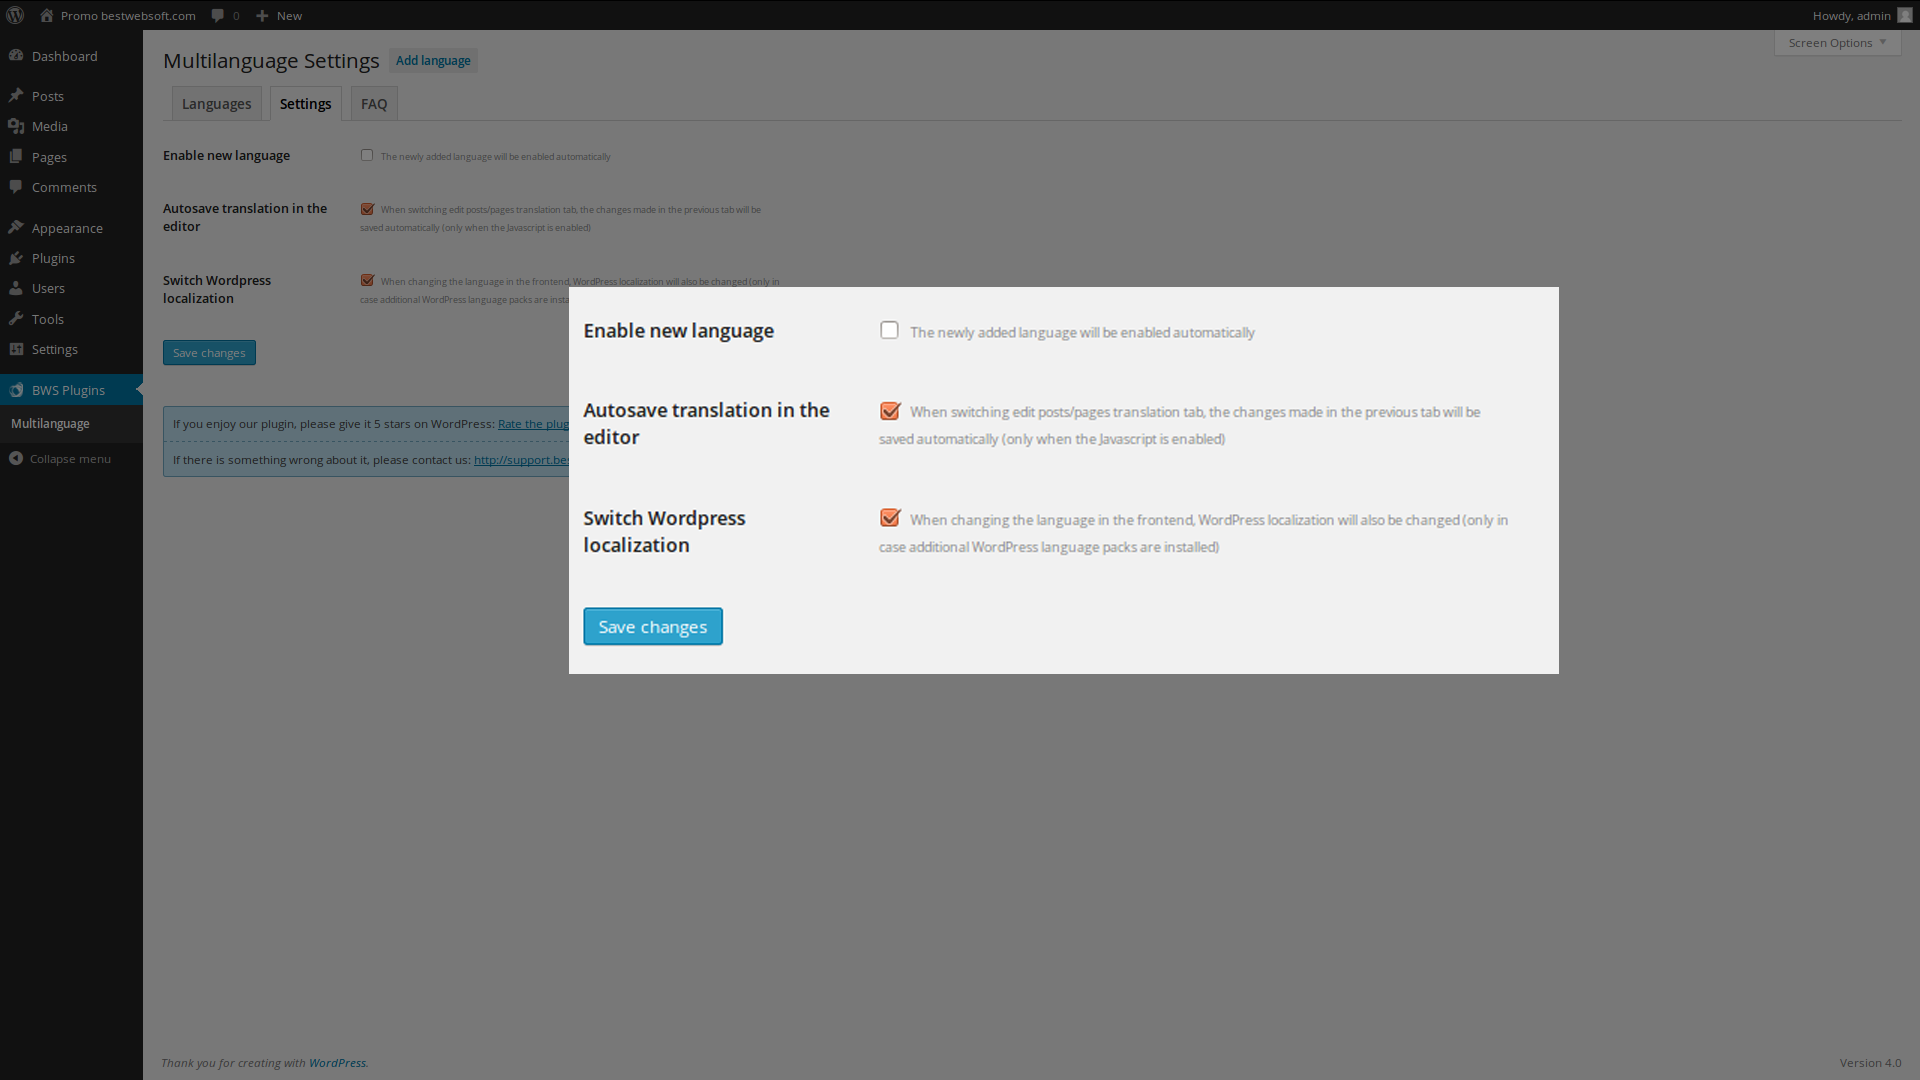 Promo bestwebsoft.com 0 New Howdy, admin
Screen Options
Dashboard
Posts
Media
Pages
Comments
Appearance
Plugins
Users
Tools
Settings
BWS Plugins
Multilanguage
Collapse menu
Multilanguage Settings Add language
Languages Settings FAQ
Enable new language The newly added language will be enabled automatically
Autosave translation in the When switching edit posts/pages translation tab, the changes made in the previous tab will be
editor saved automatically (only when the Javascript is enabled)
Switch Wordpress When changing the language in the frontend, WordPress localization will also be changed (only in
localization case additional WordPress language packs are insta
Save changes
If you enjoy our plugin, please give it 5 stars on WordPress: Rate the plug
If there is something wrong about it, please contact us: http://support.be
Enable new language The newly added language will be enabled automatically
Autosave translation in the When switching edit posts/pages translation tab, the changes made in the previous tab will be
editor saved automatically (only when the Javascript is enabled)
Switch Wordpress When changing the language in the frontend, WordPress localization will also be changed (only in
localization case additional WordPress language packs are installed)
Save changes
Thank you for creating with WordPress. Version 4.0